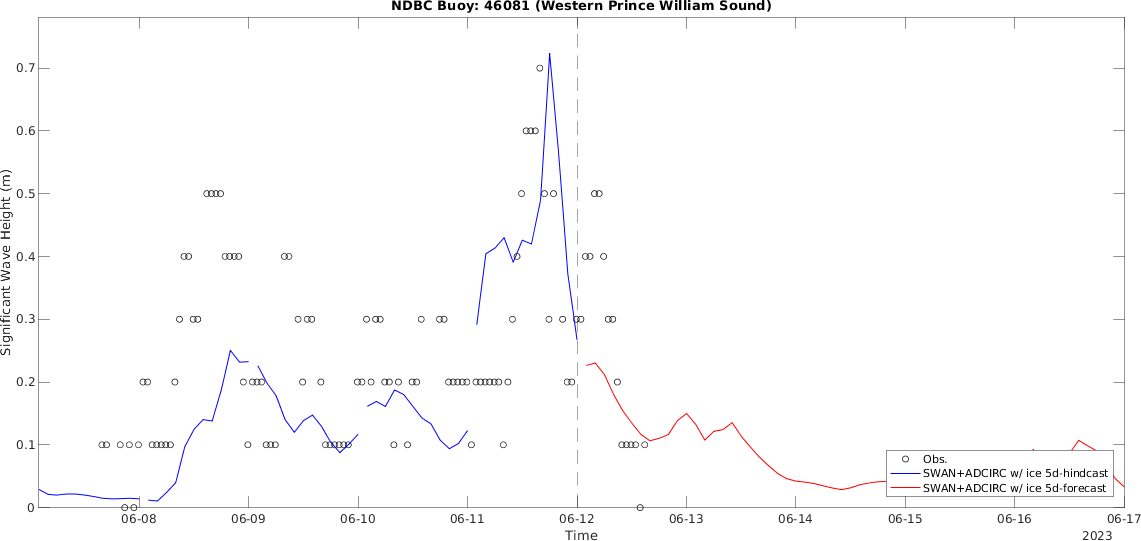 NDBC Buoy: 46081 (Western Prince William Sound)
Significant Wave Height (m)
0.7
0.6
0.5
0.4
0.3
0.2
0.1
0
Obs.
SWAN+ADCIRC w/ ice 5d-hindcast
SWAN+ADCIRC w/ ice 5d-forecast
06-08 06-09 06-10 06-11 06-12 06-13 06-14 06-15 06-16 06-17
Time
2023